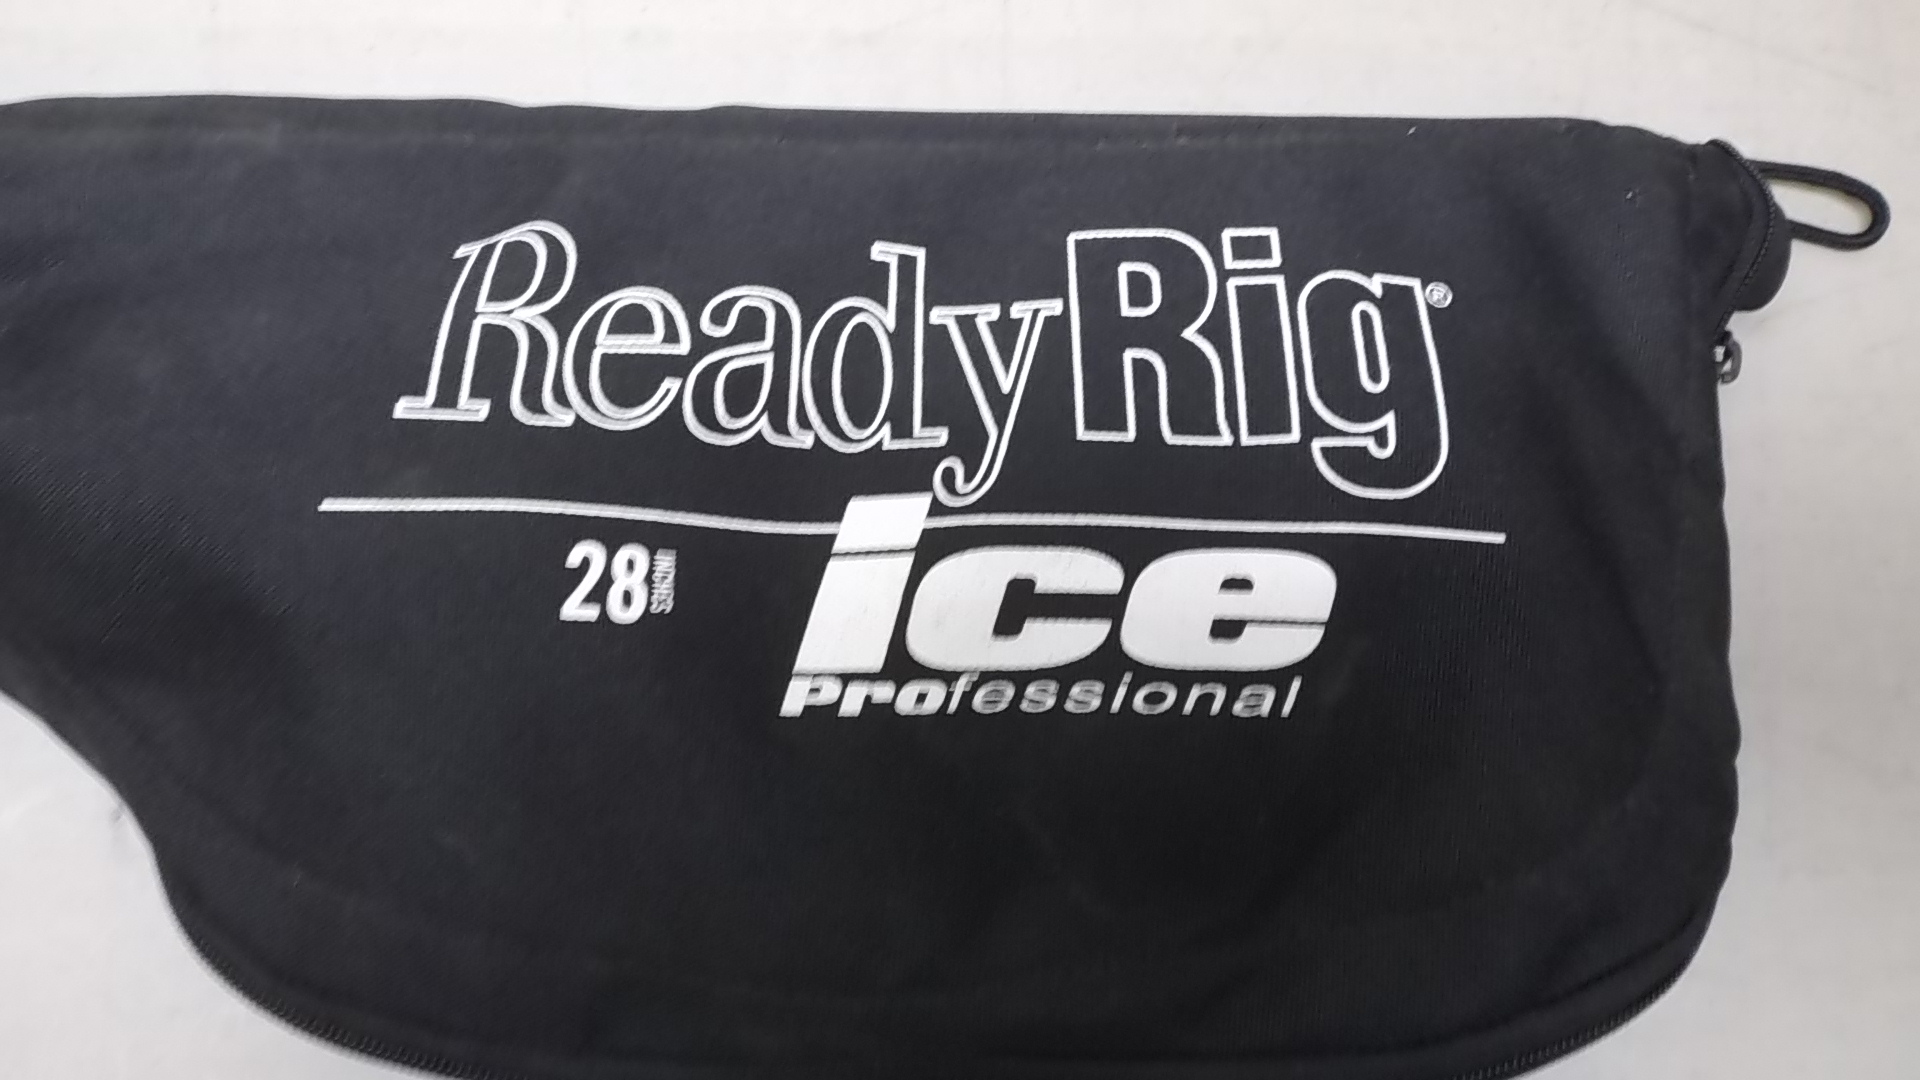 ReadyRig®
28 INCHES
ice
Professional